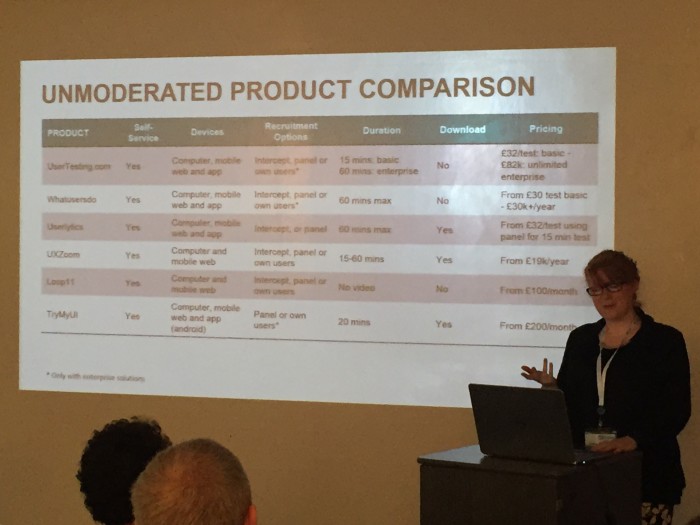 UNMODERATED PRODUCT COMPARISON
PRODUCT Self-Service Devices Recruitment Options Duration Download Pricing
UserTesting.com Yes Computer, mobile web and app Intercept, panel or own users* 15 mins: basic 60 mins: enterprise No £32/test: basic - £82k: unlimited enterprise
Whatusersdo Yes Computer, mobile web and app Intercept, panel or own users* 60 mins max No From £30 test basic - £30k+/year
Userlytics Yes Computer, mobile web and app Intercept, or panel 60 mins max Yes From £32/test using panel for 15 min test
UXZoom Yes Computer and mobile web Intercept, panel or own users 15-60 mins Yes From £19k/year
Loop11 Yes Computer and mobile web Intercept, panel or own users No video No From £100/month
TryMyUI Yes Computer, mobile web and app (android) Panel or own users* 20 mins Yes From £200/month
* Only with enterprise solutions